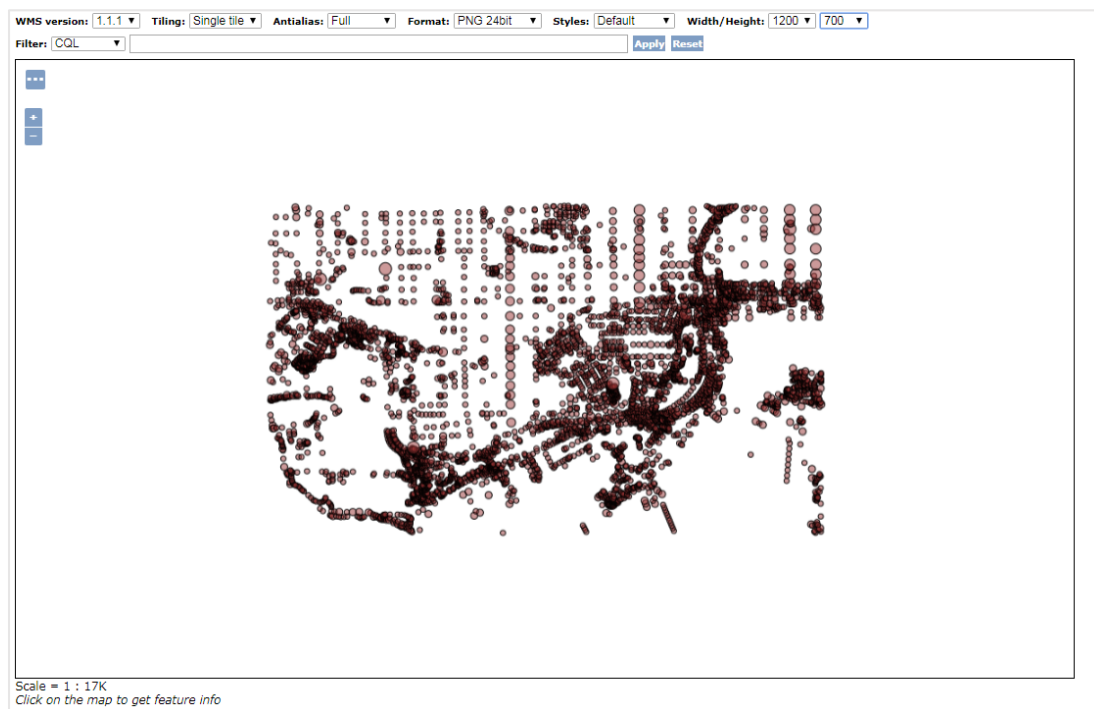 WMS version: 1.1.1 Tiling: Single tile Antialias: Full Format: PNG 24bit Styles: Default Width/Height: 1200 700
Filter: CQL Apply Reset
+
−
Scale = 1 : 17K
Click on the map to get feature info